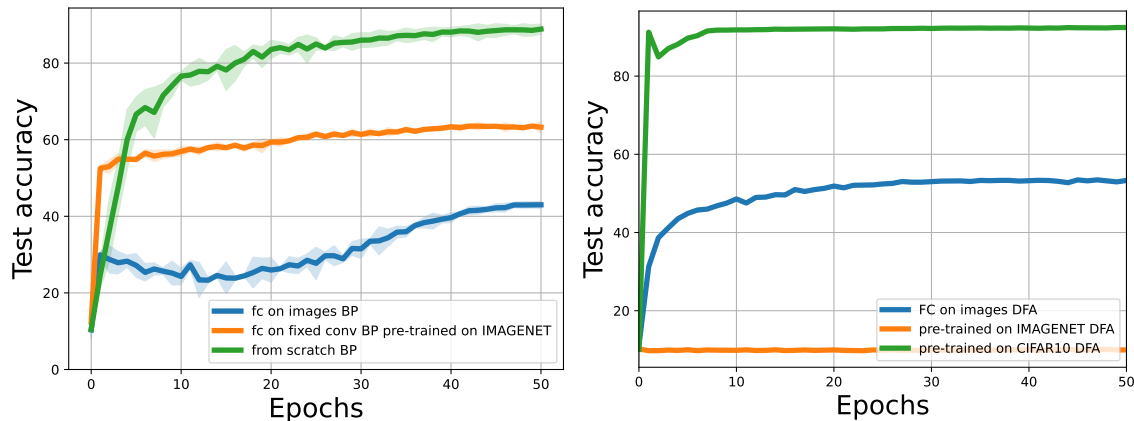 Test accuracy
80
60
40
20
0
0
10
20
30
40
50
Epochs
fc on images BP
fc on fixed conv BP pre-trained on IMAGENET
from scratch BP
Test accuracy
80
60
40
20
0
10
20
30
40
50
Epochs
FC on images DFA
pre-trained on IMAGENET DFA
pre-trained on CIFAR10 DFA